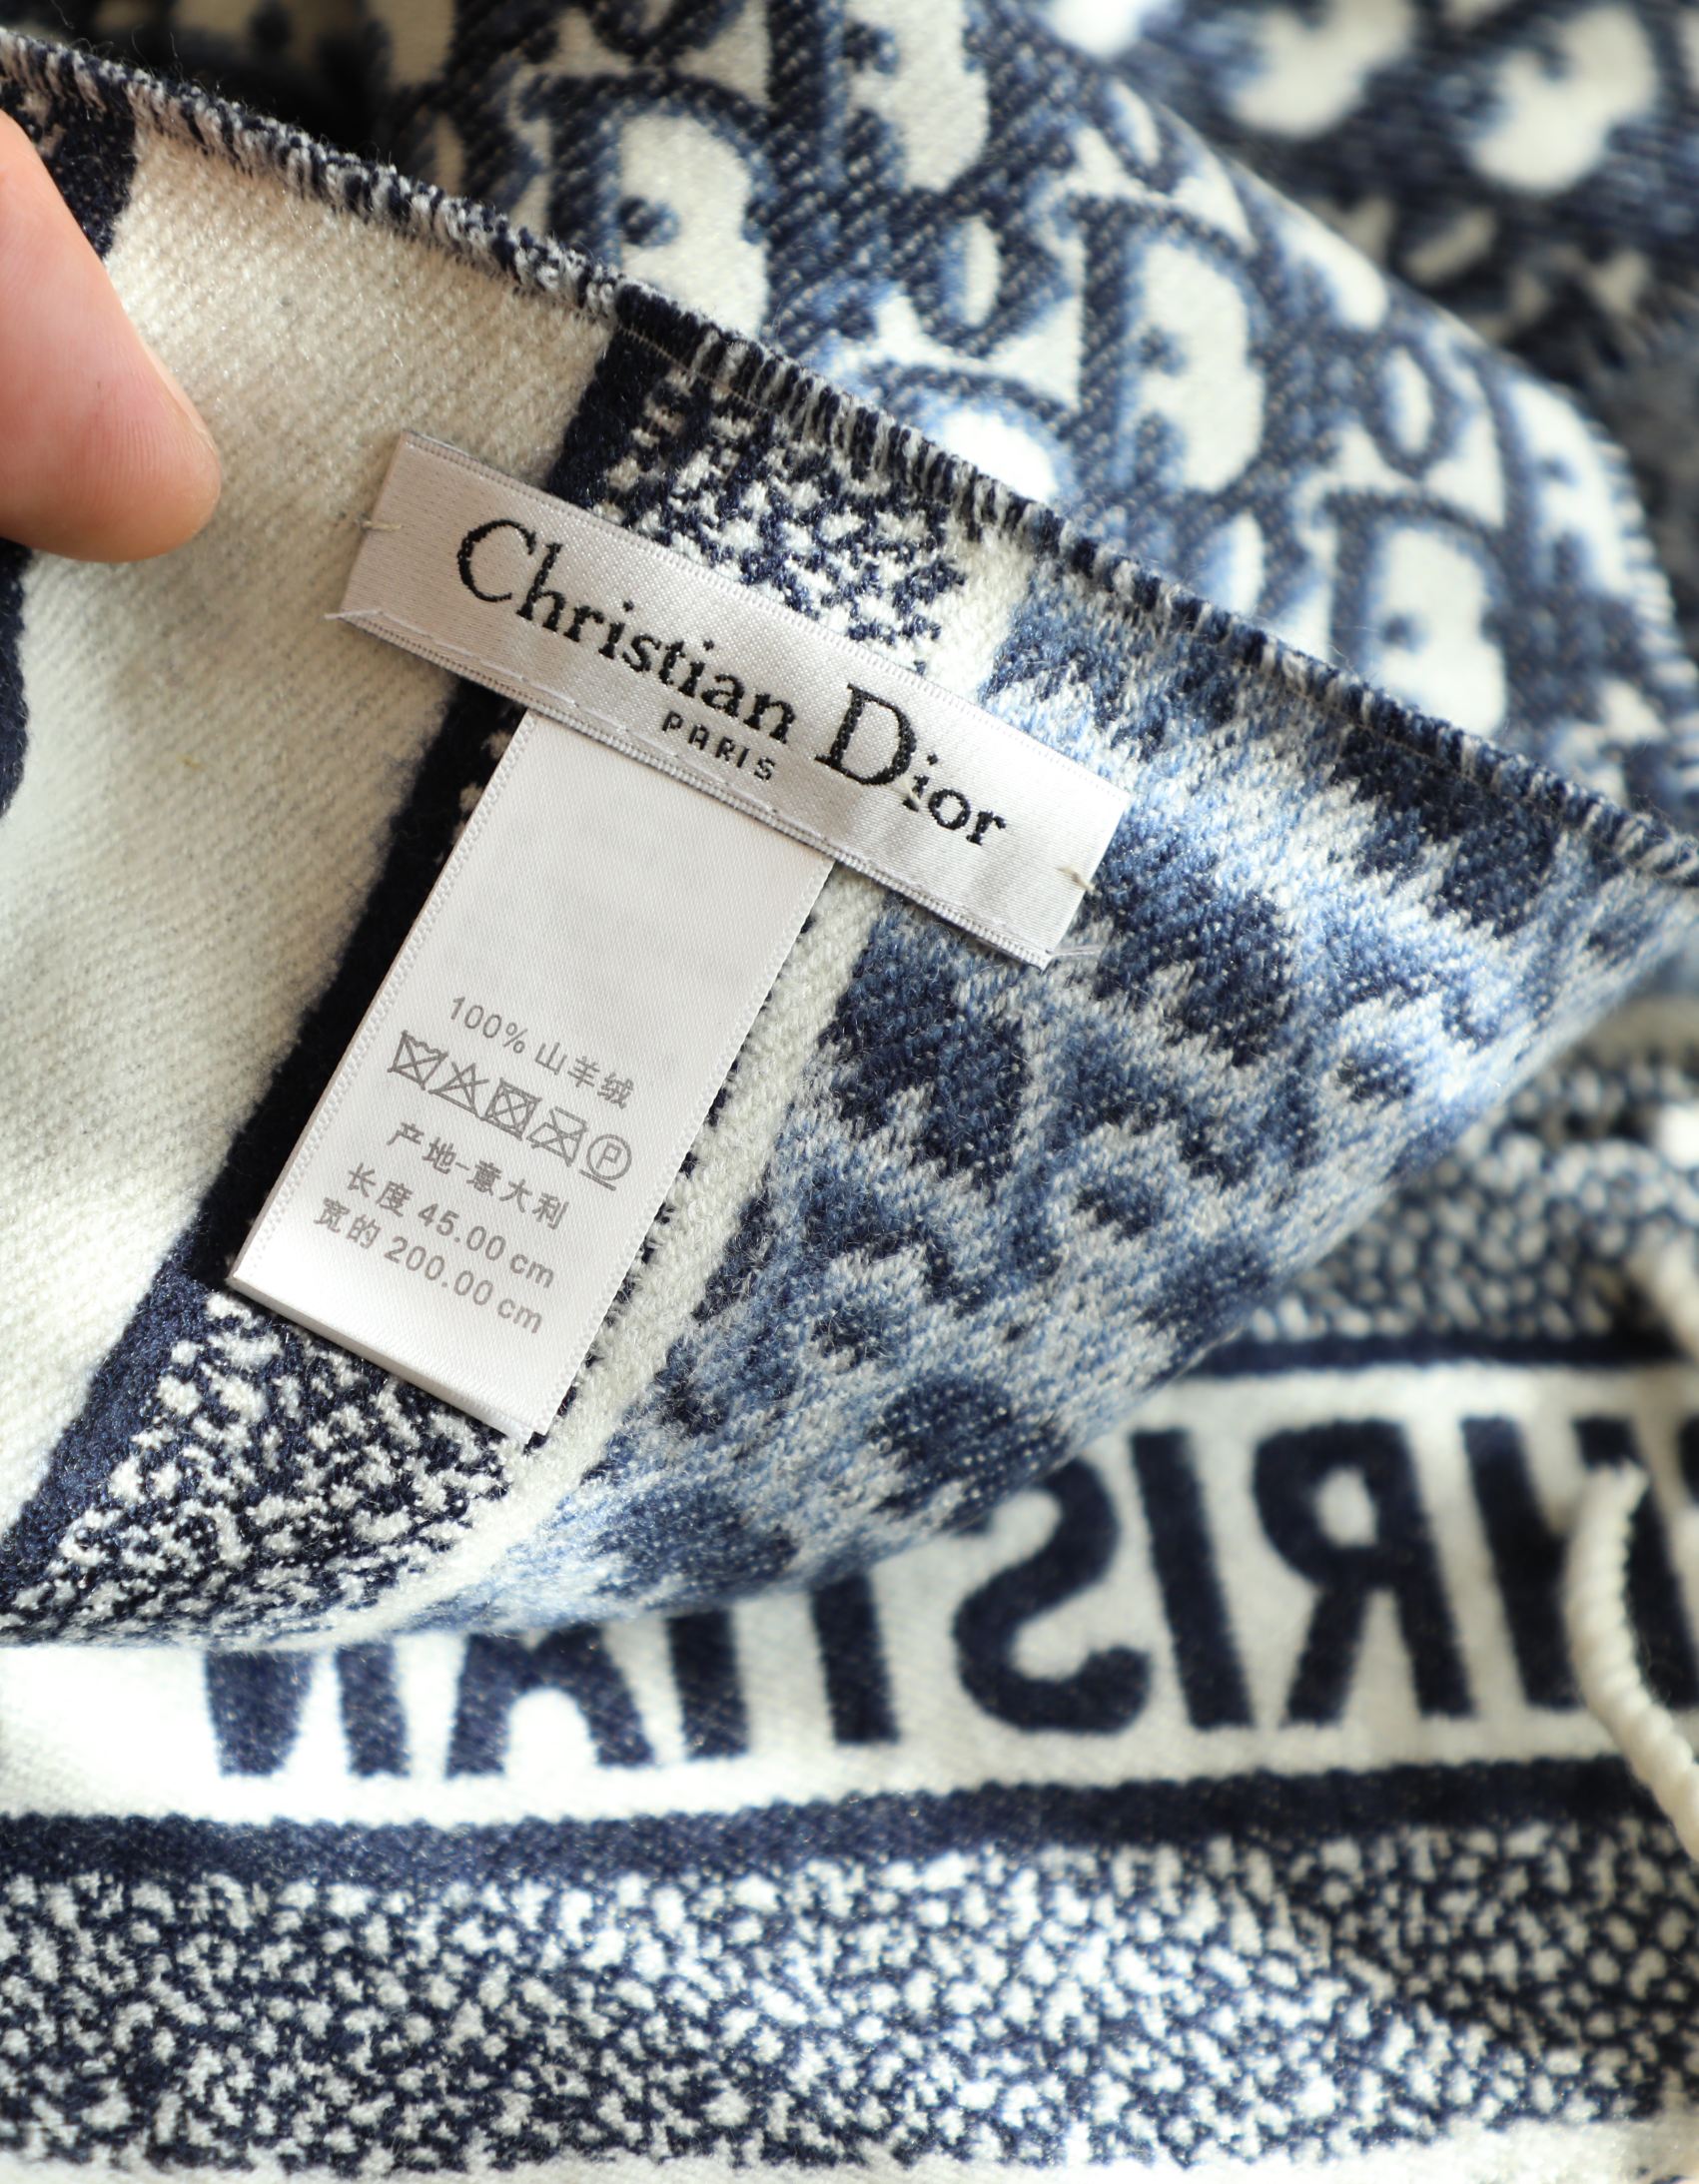 Christian Dior
PARIS
100% 山羊绒
产地-意大利
长度 45.00 cm
宽的 200.00 cm
CHRISTIAN